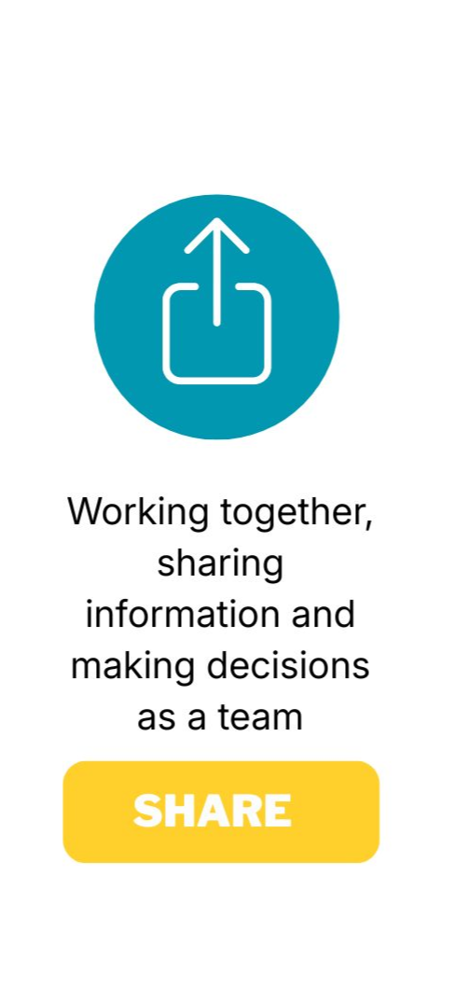 Working together,
sharing
information and
making decisions
as a team
SHARE